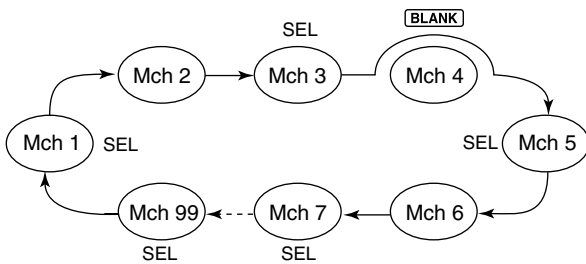 BLANK
SEL
Mch 2
Mch 3
Mch 4
Mch 1
SEL
SEL
Mch 5
Mch 99
Mch 7
Mch 6
SEL
SEL